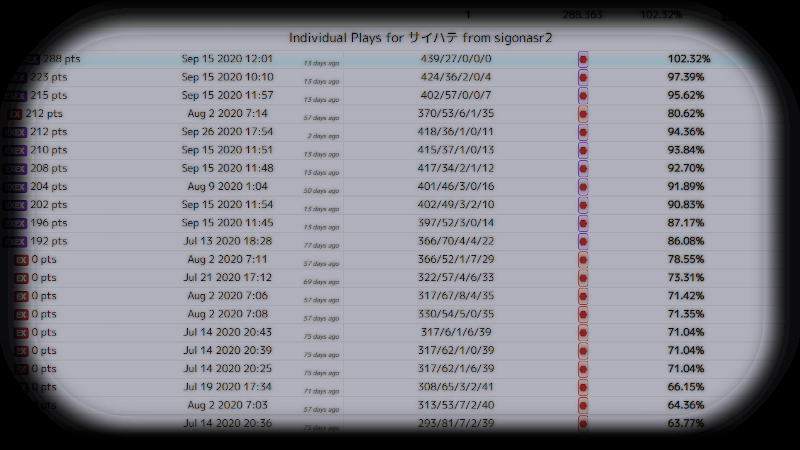 1 288.363 102.32%
Individual Plays for サイハテ from sigonasr2
288 pts Sep 15 2020 12:01 13 days ago 439/27/0/0/0 102.32%
223 pts Sep 15 2020 10:10 13 days ago 424/36/2/0/4 97.39%
215 pts Sep 15 2020 11:57 13 days ago 402/57/0/0/7 95.62%
EX 212 pts Aug 2 2020 7:14 57 days ago 370/53/6/1/35 80.62%
212 pts Sep 26 2020 17:54 2 days ago 418/36/1/0/11 94.36%
210 pts Sep 15 2020 11:51 13 days ago 415/37/1/0/13 93.84%
208 pts Sep 15 2020 11:48 13 days ago 417/34/2/1/12 92.70%
204 pts Aug 9 2020 1:04 50 days ago 401/46/3/0/16 91.89%
202 pts Sep 15 2020 11:54 13 days ago 402/49/3/2/10 90.83%
196 pts Sep 15 2020 11:45 13 days ago 397/52/3/0/14 87.17%
192 pts Jul 13 2020 18:28 77 days ago 366/70/4/4/22 86.08%
EX 0 pts Aug 2 2020 7:11 57 days ago 366/52/1/7/29 78.55%
EX 0 pts Jul 21 2020 17:12 69 days ago 322/57/4/6/33 73.31%
EX 0 pts Aug 2 2020 7:06 57 days ago 317/67/8/4/35 71.42%
EX 0 pts Aug 2 2020 7:08 57 days ago 330/54/5/0/35 71.35%
EX 0 pts Jul 14 2020 20:43 75 days ago 317/6/1/6/39 71.04%
EX 0 pts Jul 14 2020 20:39 75 days ago 317/62/1/0/39 71.04%
EX 0 pts Jul 14 2020 20:25 75 days ago 317/62/1/6/39 71.04%
EX 0 pts Jul 19 2020 17:34 71 days ago 308/65/3/2/41 66.15%
pts Aug 2 2020 7:03 57 days ago 313/53/7/2/40 64.36%
Jul 14 2020 20:36 75 days ago 293/81/7/2/39 63.77%